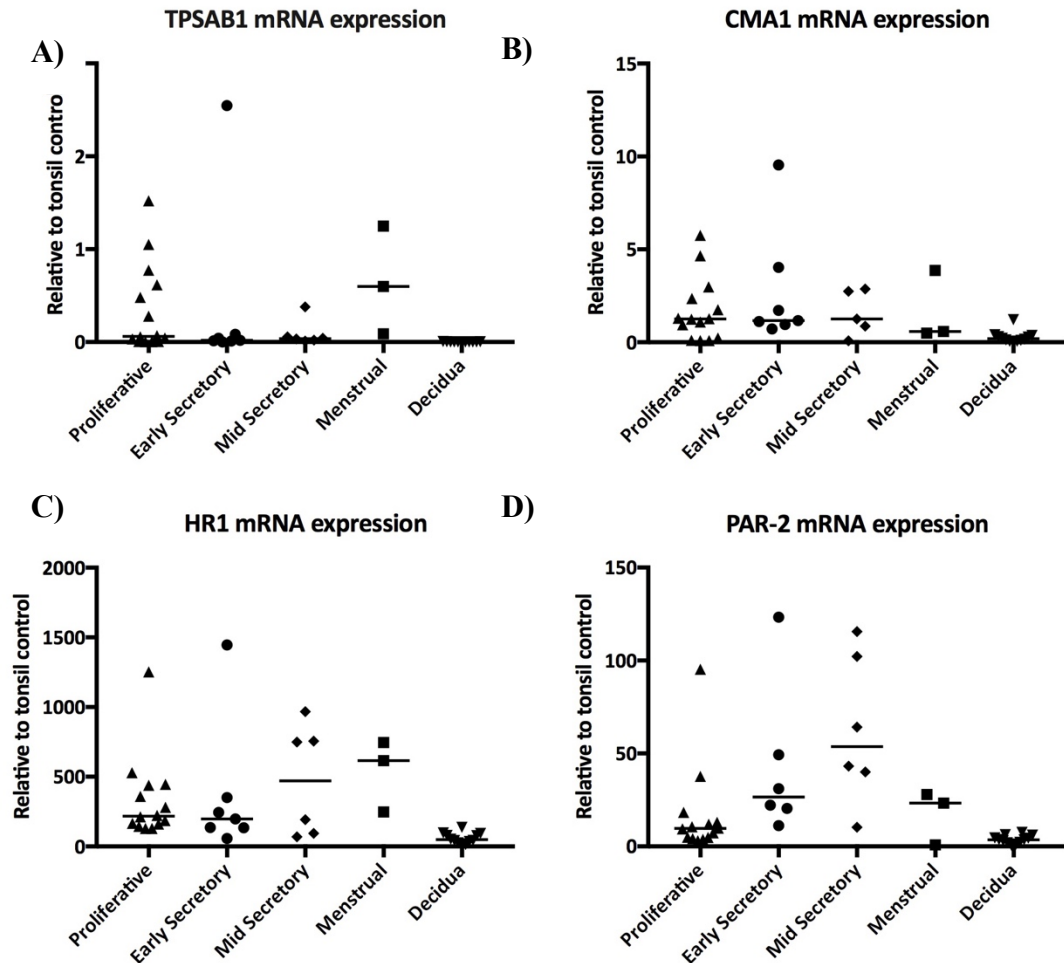 A)
TPSAB1 mRNA expression
Relative to tonsil contro
2
1
0
Proliferative
Early Secretory
Mid Secretory
Menstrual
Decidua
B)
CMA1 mRNA expression
Relative to tonsil control
15
10
5
0
Proliferative
Early Secretory
Mid Secretory
Menstrual
Decidua
C)
HR1 mRNA expression
Relative to tonsil control
2000
1500
1000
500
0
Proliferative
Early Secretory
Mid Secretory
Menstrual
Decidua
D)
PAR-2 mRNA expression
Relative to tonsil control
150
100
50
0
Proliferative
Early Secretory
Mid Secretory
Menstrual
Decidua